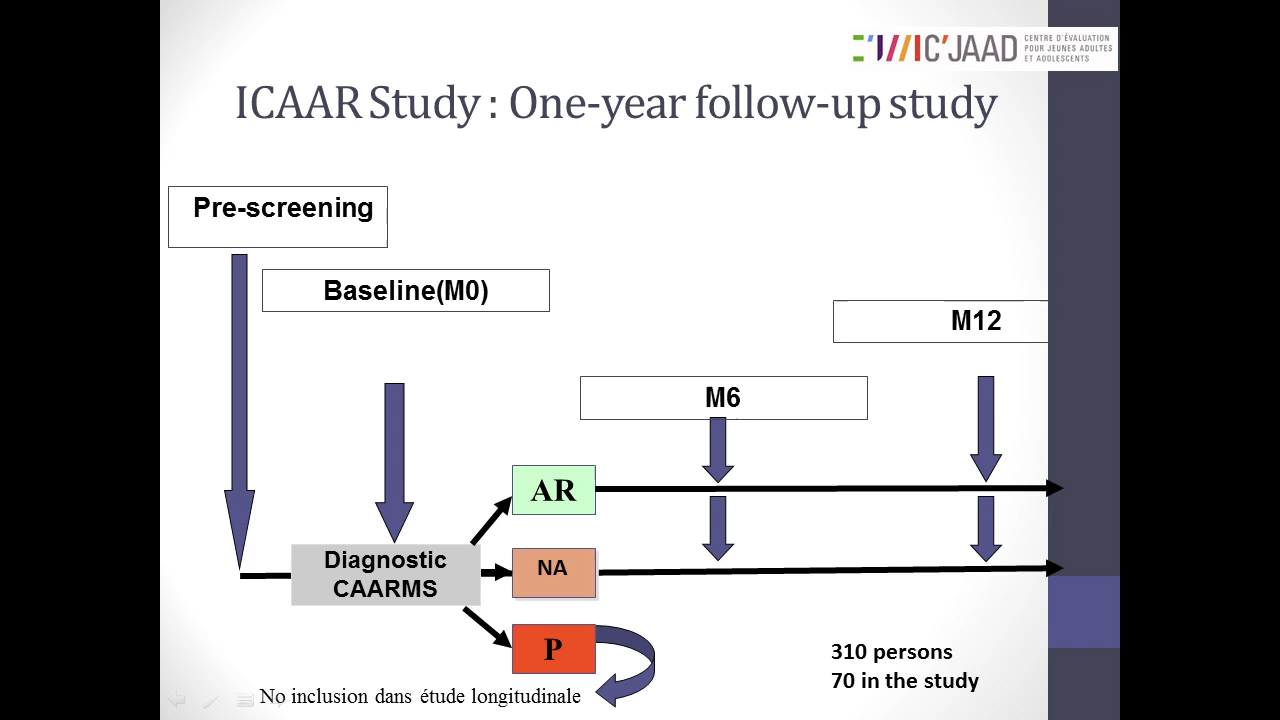 C'JAAD
CENTRE D'ÉVALUATION
POUR JEUNES ADULTES
ET ADOLESCENTS
ICAAR Study : One-year follow-up study
Pre-screening
Baseline(M0)
M12
M6
AR
Diagnostic
CAARMS
NA
P
310 persons
70 in the study
No inclusion dans étude longitudinale